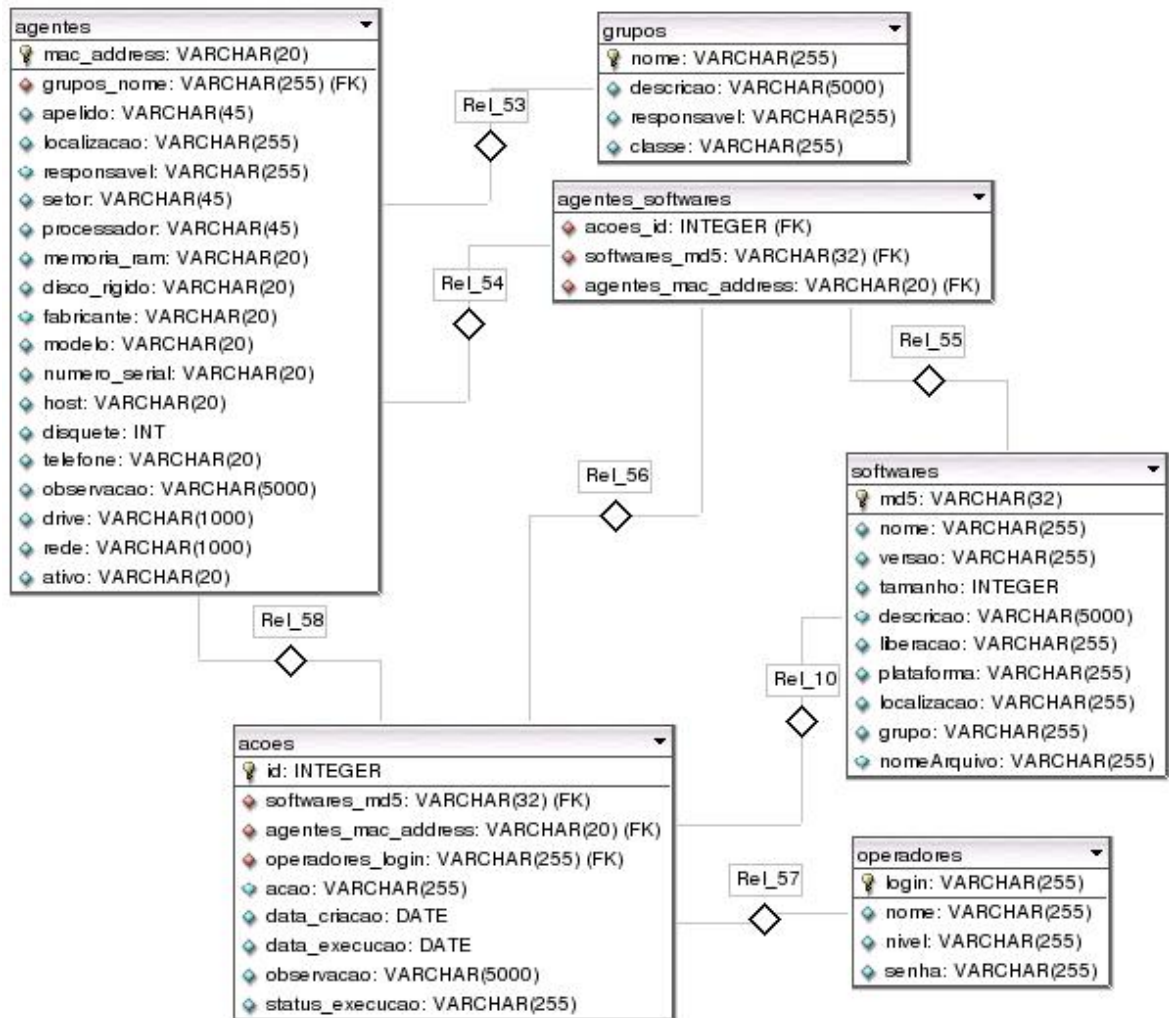 agentes
mac_address: VARCHAR(20)
grupos_nome: VARCHAR(255) (FK)
apelido: VARCHAR(45)
localizacao: VARCHAR(255)
responsavel: VARCHAR(255)
setor: VARCHAR(45)
processador: VARCHAR(45)
memoria_ram: VARCHAR(20)
disco_rigido: VARCHAR(20)
fabricante: VARCHAR(20)
modelo: VARCHAR(20)
numero_serial: VARCHAR(20)
host: VARCHAR(20)
disquete: INT
telefone: VARCHAR(20)
observacao: VARCHAR(5000)
drive: VARCHAR(1000)
rede: VARCHAR(1000)
ativo: VARCHAR(20)
Rel_53
grupos
nome: VARCHAR(255)
descricao: VARCHAR(5000)
responsavel: VARCHAR(255)
classe: VARCHAR(255)
agentes_softwares
acoes_id: INTEGER (FK)
softwares_md5: VARCHAR(32) (FK)
agentes_mac_address: VARCHAR(20) (FK)
Rel_54
Rel_55
Rel_56
softwares
md5: VARCHAR(32)
nome: VARCHAR(255)
versao: VARCHAR(255)
tamanho: INTEGER
descricao: VARCHAR(5000)
liberacao: VARCHAR(255)
plataforma: VARCHAR(255)
localizacao: VARCHAR(255)
grupo: VARCHAR(255)
nomeArquivo: VARCHAR(255)
Rel_58
Rel_10
acoes
id: INTEGER
softwares_md5: VARCHAR(32) (FK)
agentes_mac_address: VARCHAR(20) (FK)
operadores_login: VARCHAR(255) (FK)
acao: VARCHAR(255)
data_criacao: DATE
data_execucao: DATE
observacao: VARCHAR(5000)
status_execucao: VARCHAR(255)
Rel_57
operadores
login: VARCHAR(255)
nome: VARCHAR(255)
nivel: VARCHAR(255)
senha: VARCHAR(255)